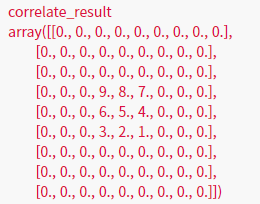 correlate_result
array([[0., 0., 0., 0., 0., 0., 0., 0., 0.],
[0., 0., 0., 0., 0., 0., 0., 0., 0.],
[0., 0., 0., 0., 0., 0., 0., 0., 0.],
[0., 0., 0., 9., 8., 7., 0., 0., 0.],
[0., 0., 0., 6., 5., 4., 0., 0., 0.],
[0., 0., 0., 3., 2., 1., 0., 0., 0.],
[0., 0., 0., 0., 0., 0., 0., 0., 0.],
[0., 0., 0., 0., 0., 0., 0., 0., 0.],
[0., 0., 0., 0., 0., 0., 0., 0., 0.]])